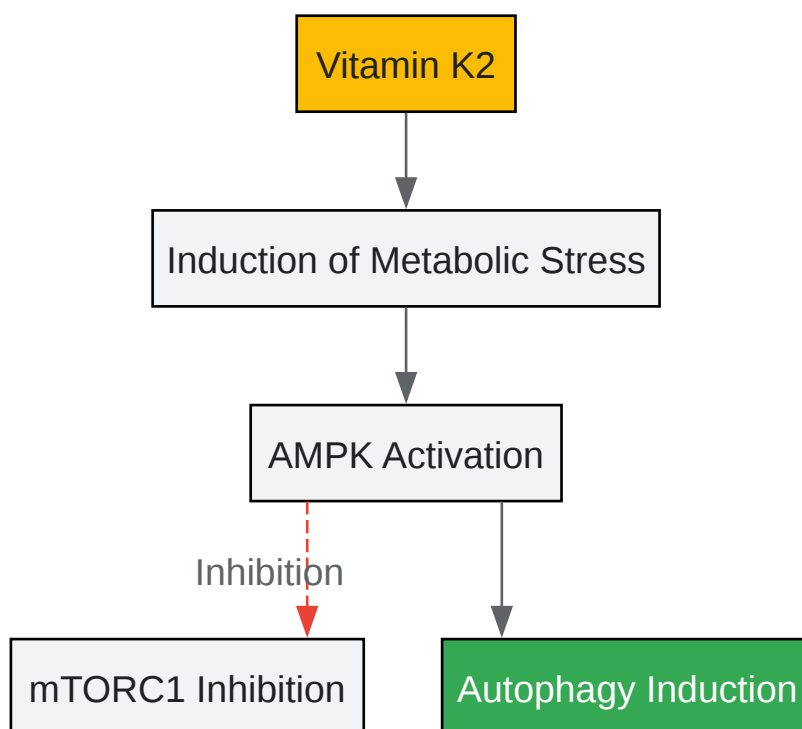 Vitamin K2
Induction of Metabolic Stress
AMPK Activation
Inhibition
mTORC1 Inhibition
Autophagy Induction